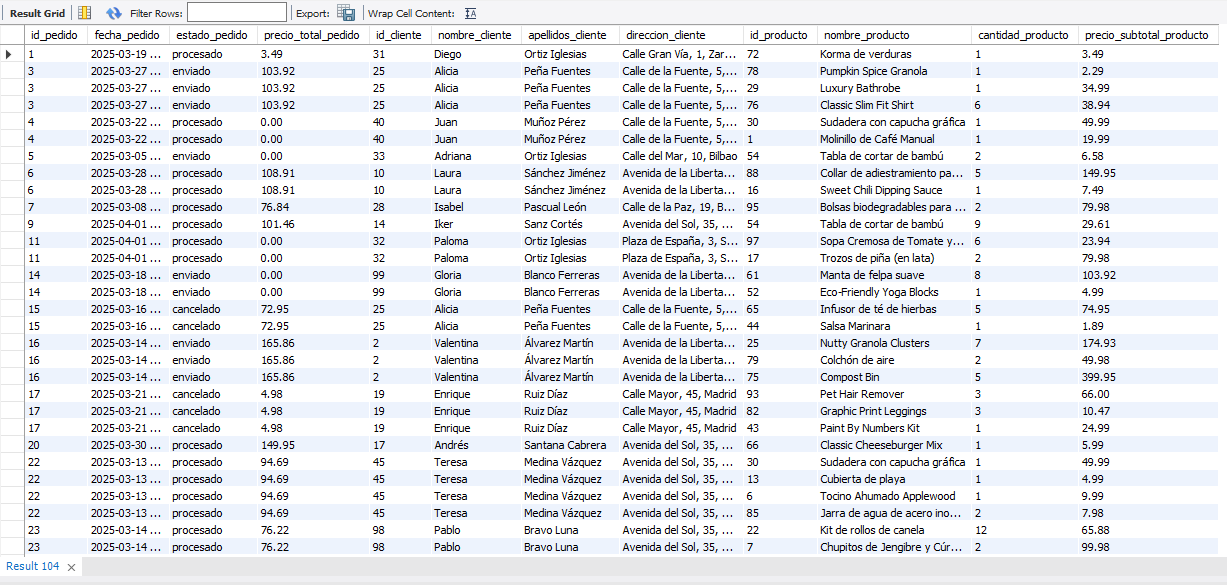 Result Grid Filter Rows: Export: Wrap Cell Content: IA
id_pedido fecha_pedido estado_pedido precio_total_pedido id_cliente nombre_cliente apellidos_cliente direccion_cliente id_producto nombre_producto cantidad_producto precio_subtotal_producto
1 2025-03-19 ... procesado 3.49 31 Diego Ortiz Iglesias Calle Gran Vía, 1, Zar... 72 Korma de verduras 1 3.49
3 2025-03-27 ... enviado 103.92 25 Alicia Peña Fuentes Calle de la Fuente, 5,... 78 Pumpkin Spice Granola 1 2.29
3 2025-03-27 ... enviado 103.92 25 Alicia Peña Fuentes Calle de la Fuente, 5,... 29 Luxury Bathrobe 1 34.99
3 2025-03-27 ... enviado 103.92 25 Alicia Peña Fuentes Calle de la Fuente, 5,... 76 Classic Slim Fit Shirt 6 38.94
4 2025-03-22 ... procesado 0.00 40 Juan Muñoz Pérez Calle de la Fuente, 5,... 30 Sudadera con capucha gráfica 1 49.99
4 2025-03-22 ... procesado 0.00 40 Juan Muñoz Pérez Calle de la Fuente, 5,... 1 Molinillo de Café Manual 1 19.99
5 2025-03-05 ... enviado 0.00 33 Adriana Ortiz Iglesias Calle del Mar, 10, Bilbao 54 Tabla de cortar de bambú 2 6.58
6 2025-03-28 ... procesado 108.91 10 Laura Sánchez Jiménez Avenida de la Liberta... 88 Collar de adiestramiento pa... 5 149.95
6 2025-03-28 ... procesado 108.91 10 Laura Sánchez Jiménez Avenida de la Liberta... 16 Sweet Chili Dipping Sauce 1 7.49
7 2025-03-08 ... procesado 76.84 28 Isabel Pascual León Calle de la Paz, 19, B... 95 Bolsas biodegradables para ... 2 79.98
9 2025-04-01 ... procesado 101.46 14 Iker Sanz Cortés Avenida del Sol, 35, ... 54 Tabla de cortar de bambú 9 29.61
11 2025-04-01 ... procesado 0.00 32 Paloma Ortiz Iglesias Plaza de España, 3, S... 97 Sopa Cremosa de Tomate y... 6 23.94
11 2025-04-01 ... procesado 0.00 32 Paloma Ortiz Iglesias Plaza de España, 3, S... 17 Trozos de piña (en lata) 2 79.98
14 2025-03-18 ... enviado 0.00 99 Gloria Blanco Ferreras Avenida de la Liberta... 61 Manta de felpa suave 8 103.92
14 2025-03-18 ... enviado 0.00 99 Gloria Blanco Ferreras Avenida de la Liberta... 52 Eco-Friendly Yoga Blocks 1 4.99
15 2025-03-16 ... cancelado 72.95 25 Alicia Peña Fuentes Calle de la Fuente, 5,... 65 Infusor de té de hierbas 5 74.95
15 2025-03-16 ... cancelado 72.95 25 Alicia Peña Fuentes Calle de la Fuente, 5,... 44 Salsa Marinara 1 1.89
16 2025-03-14 ... enviado 165.86 2 Valentina Álvarez Martín Avenida de la Liberta... 25 Nutty Granola Clusters 7 174.93
16 2025-03-14 ... enviado 165.86 2 Valentina Álvarez Martín Avenida de la Liberta... 79 Colchón de aire 2 49.98
16 2025-03-14 ... enviado 165.86 2 Valentina Álvarez Martín Avenida de la Liberta... 75 Compost Bin 5 399.95
17 2025-03-21 ... cancelado 4.98 19 Enrique Ruiz Díaz Calle Mayor, 45, Madrid 93 Pet Hair Remover 3 66.00
17 2025-03-21 ... cancelado 4.98 19 Enrique Ruiz Díaz Calle Mayor, 45, Madrid 82 Graphic Print Leggings 3 10.47
17 2025-03-21 ... cancelado 4.98 19 Enrique Ruiz Díaz Calle Mayor, 45, Madrid 43 Paint By Numbers Kit 1 24.99
20 2025-03-30 ... procesado 149.95 17 Andrés Santana Cabrera Avenida del Sol, 35, ... 66 Classic Cheeseburger Mix 1 5.99
22 2025-03-13 ... procesado 94.69 45 Teresa Medina Vázquez Avenida del Sol, 35, ... 30 Sudadera con capucha gráfica 1 49.99
22 2025-03-13 ... procesado 94.69 45 Teresa Medina Vázquez Avenida del Sol, 35, ... 13 Cubierta de playa 1 4.99
22 2025-03-13 ... procesado 94.69 45 Teresa Medina Vázquez Avenida del Sol, 35, ... 6 Tocino Ahumado Applewood 1 9.99
22 2025-03-13 ... procesado 94.69 45 Teresa Medina Vázquez Avenida del Sol, 35, ... 85 Jarra de agua de acero ino... 2 7.98
23 2025-03-14 ... procesado 76.22 98 Pablo Bravo Luna Avenida del Sol, 35, ... 22 Kit de rollos de canela 12 65.88
23 2025-03-14 ... procesado 76.22 98 Pablo Bravo Luna Avenida del Sol, 35, ... 7 Chupitos de Jengibre y Cúr... 2 99.98
Result 104